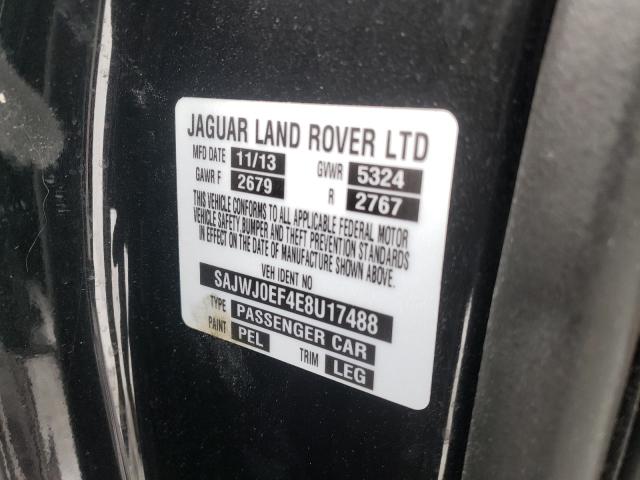 JAGUAR LAND ROVER LTD
MFD DATE 11/13 GVWR 5324
GAWR F 2679 R 2767
THIS VEHICLE CONFORMS TO ALL APPLICABLE FEDERAL MOTOR
VEHICLE SAFETY, BUMPER AND THEFT PREVENTION STANDARDS
IN EFFECT ON THE DATE OF MANUFACTURE SHOWN ABOVE.
VEH IDENT NO
SAJWJ0EF4E8U17488
TYPE PASSENGER CAR
PAINT PEL TRIM LEG